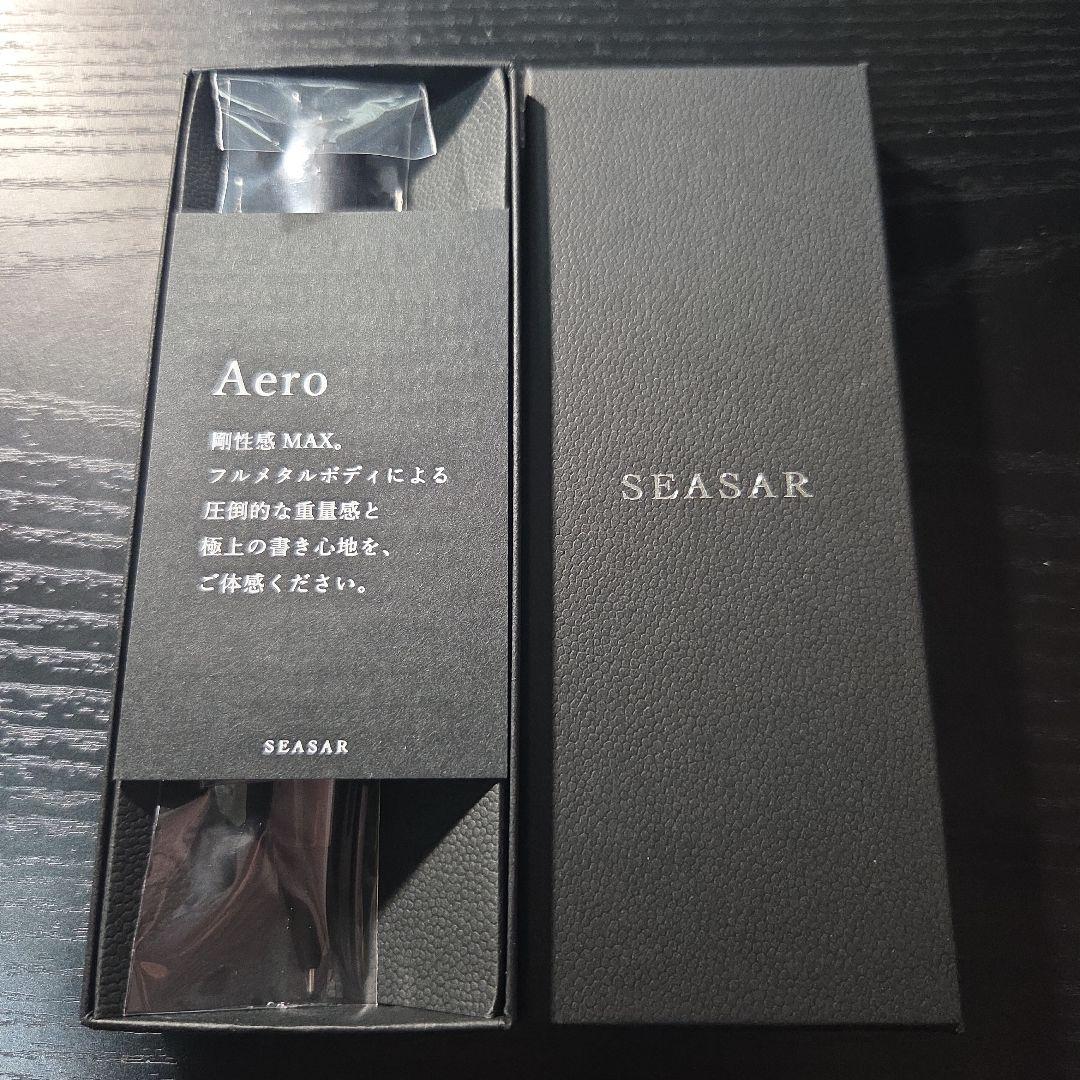 Aero
剛性感 MAX。
フルメタルボディによる
圧倒的な重量感と
極上の書き心地を、
ご体感ください。
SEASAR
SEASAR